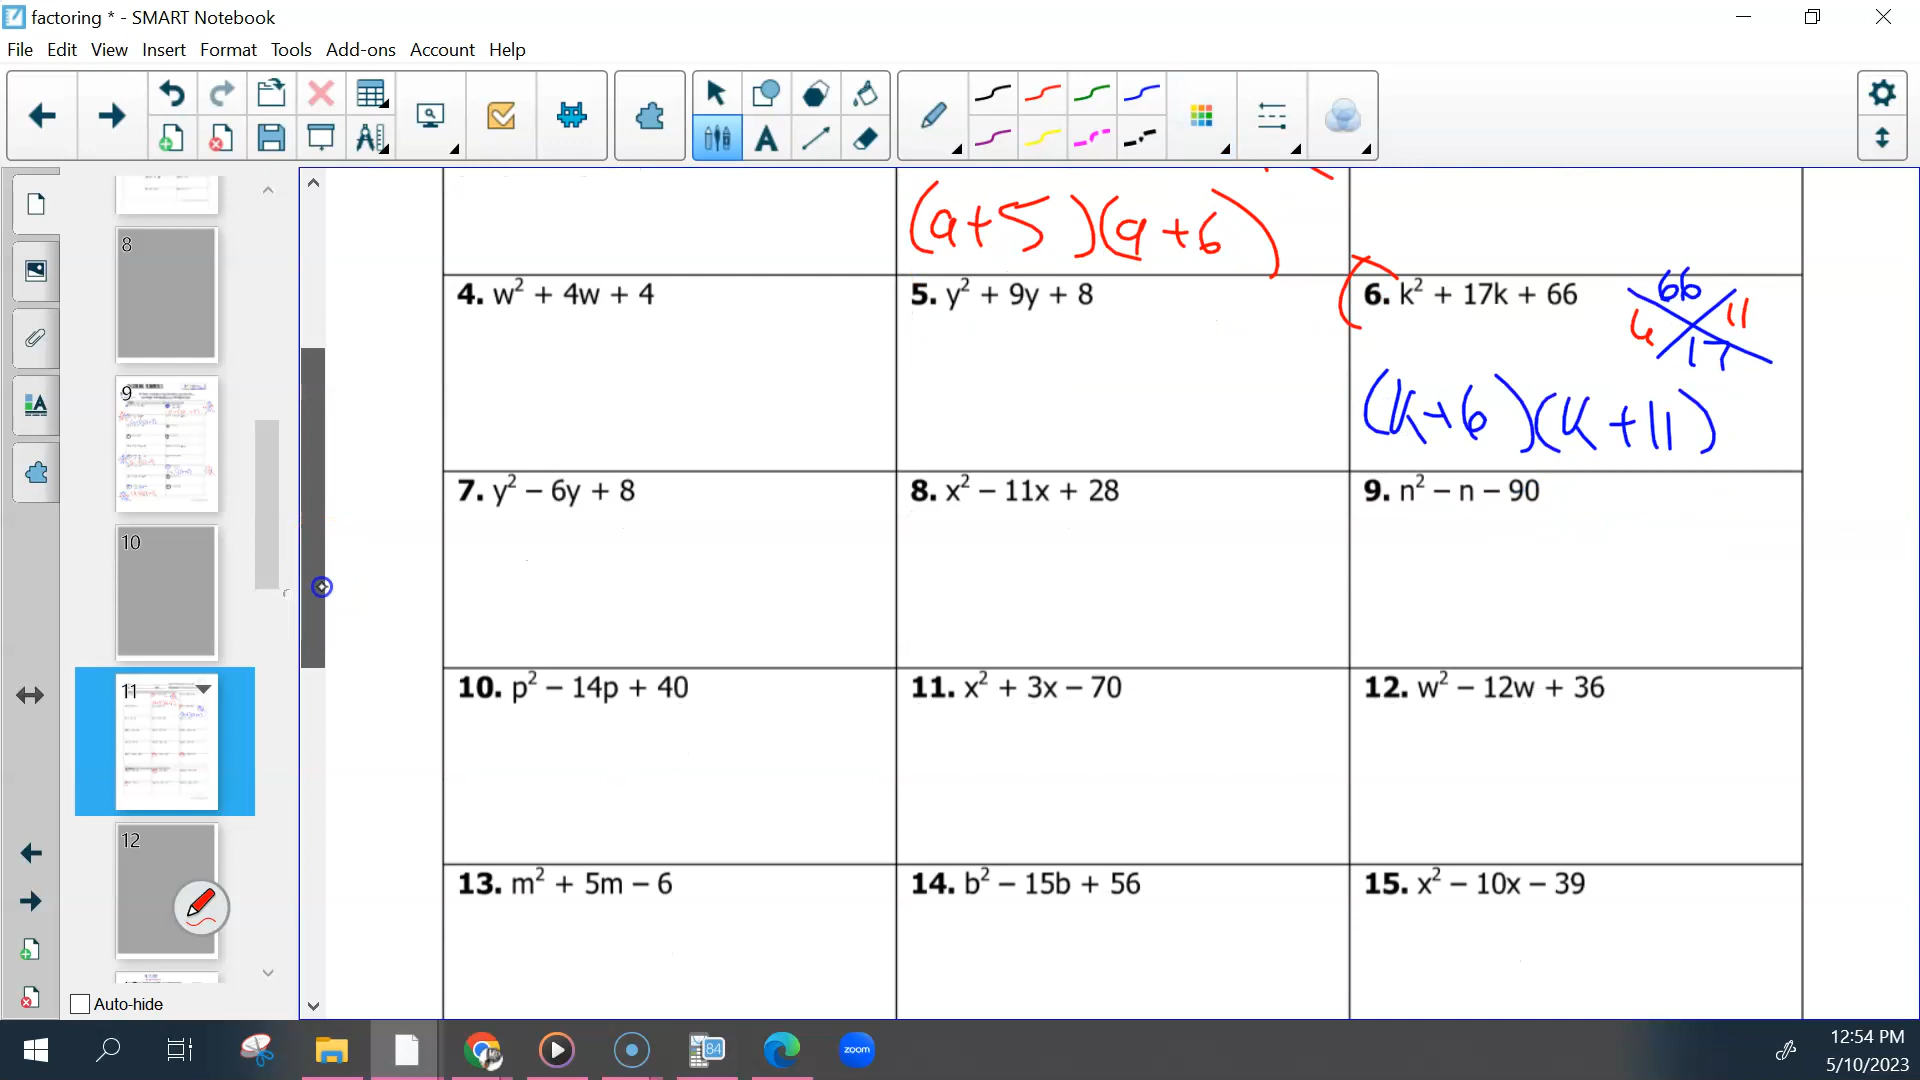 factoring * - SMART Notebook
File Edit View Insert Format Tools Add-ons Account Help
8
9
10
11
12
Auto-hide
(a+5)(a+6)
4. w² + 4w + 4
5. y² + 9y + 8
6. k² + 17k + 66
66
6 11
17
(k+6)(k+11)
7. y² – 6y + 8
8. x² – 11x + 28
9. n² – n – 90
10. p² – 14p + 40
11. x² + 3x – 70
12. w² – 12w + 36
13. m² + 5m – 6
14. b² – 15b + 56
15. x² – 10x – 39
84
zoom
12:54 PM
5/10/2023